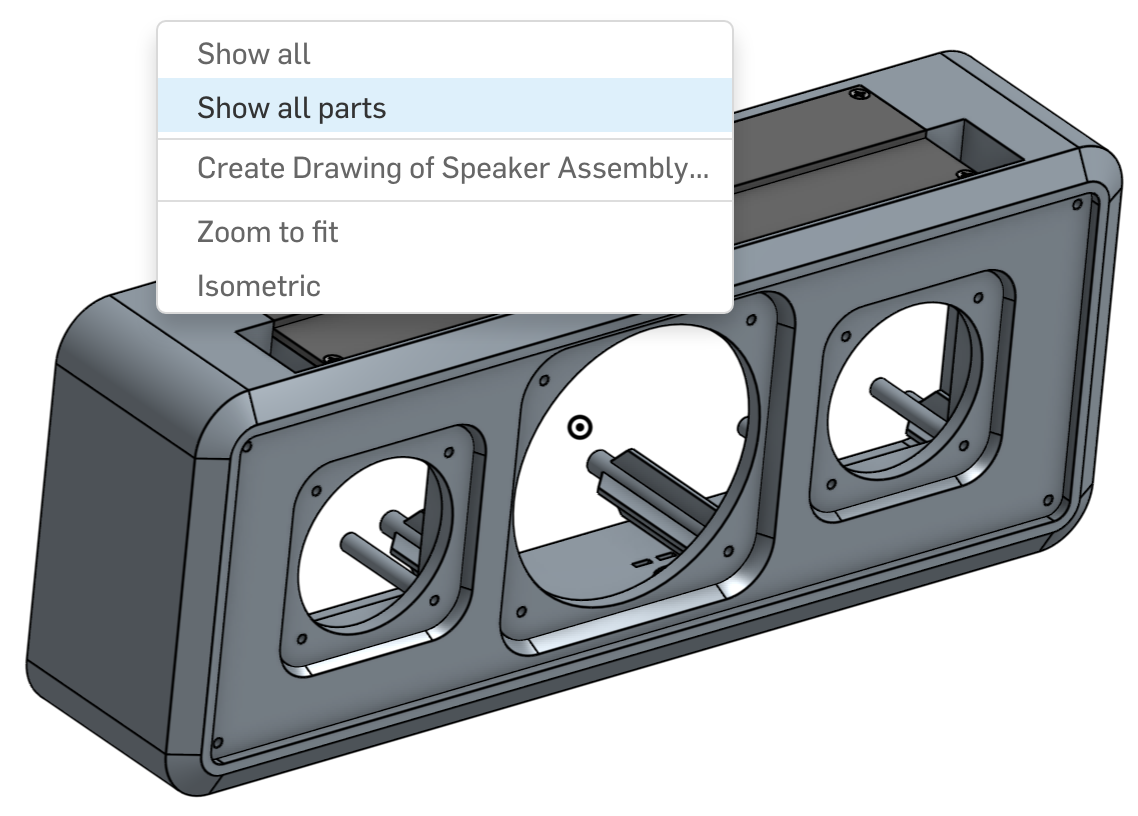 Show all
Show all parts
Create Drawing of Speaker Assembly...
Zoom to fit
Isometric